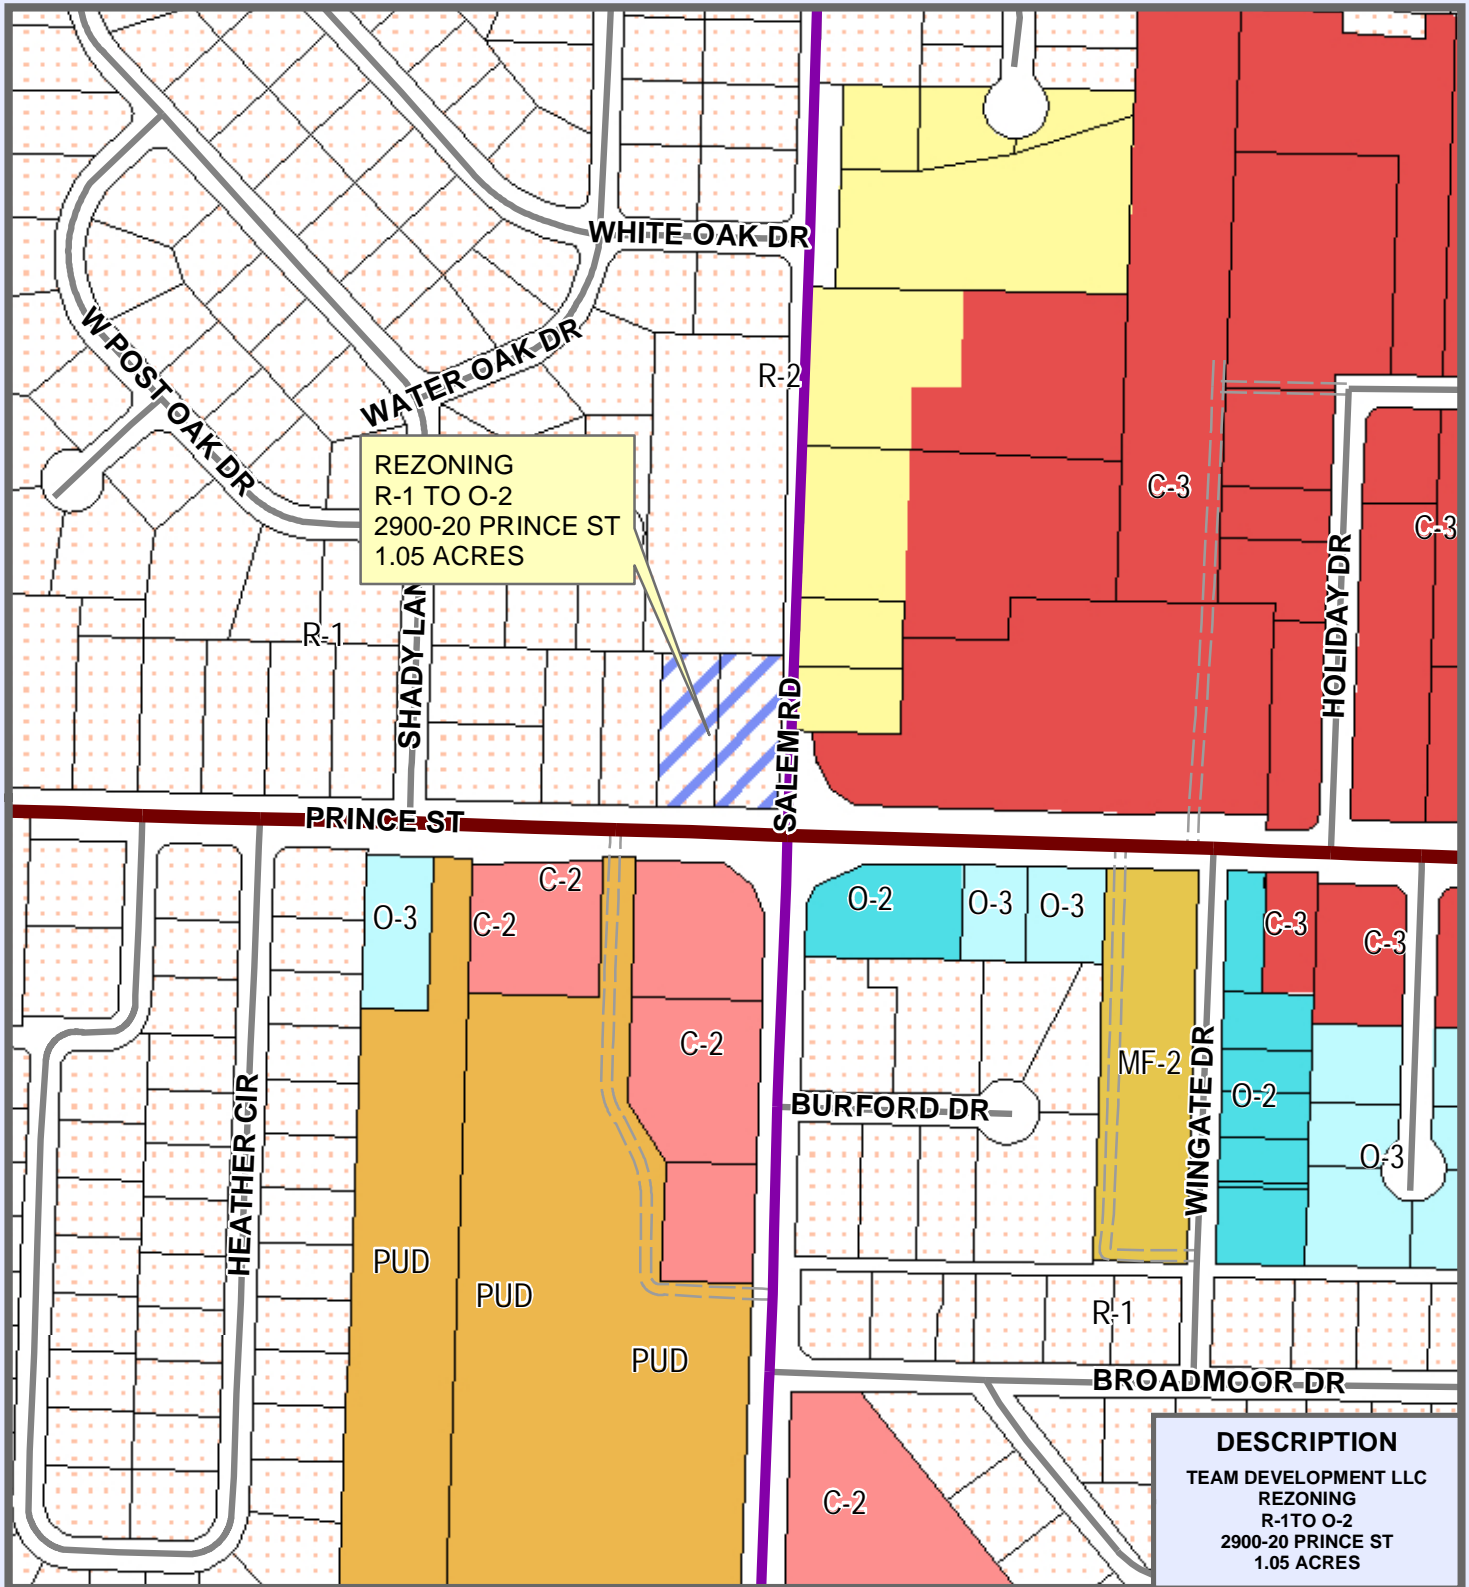 WHITE OAK DR
W POST OAK DR
WATER OAK DR
R-2
REZONING
R-1 TO O-2
2900-20 PRINCE ST
1.05 ACRES
C-3
C-3
R-1
SHADY LAN
HOLIDAY DR
SALEM RD
PRINCE ST
C-2
O-3
C-2
O-2
O-3
O-3
C-3
C-3
C-2
MF-2
O-2
BURFORD DR
WINGATE DR
HEATHER CIR
O-3
PUD
PUD
PUD
R-1
BROADMOOR DR
C-2
DESCRIPTION
TEAM DEVELOPMENT LLC
REZONING
R-1TO O-2
2900-20 PRINCE ST
1.05 ACRES